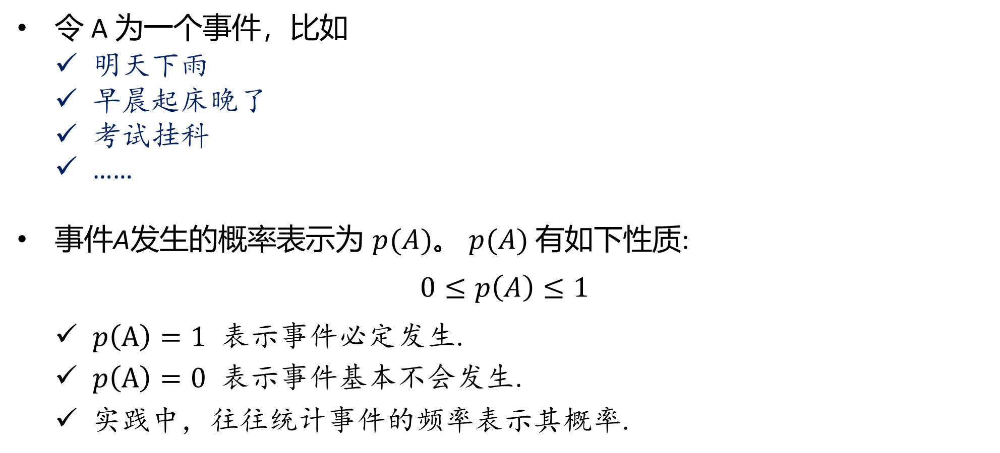 • 令 A 为一个事件，比如
✓ 明天下雨
✓ 早晨起床晚了
✓ 考试挂科
✓ ……
• 事件A发生的概率表示为 p(A)。 p(A) 有如下性质:
0 ≤ p(A) ≤ 1
✓ p(A) = 1 表示事件必定发生.
✓ p(A) = 0 表示事件基本不会发生.
✓ 实践中，往往统计事件的频率表示其概率.